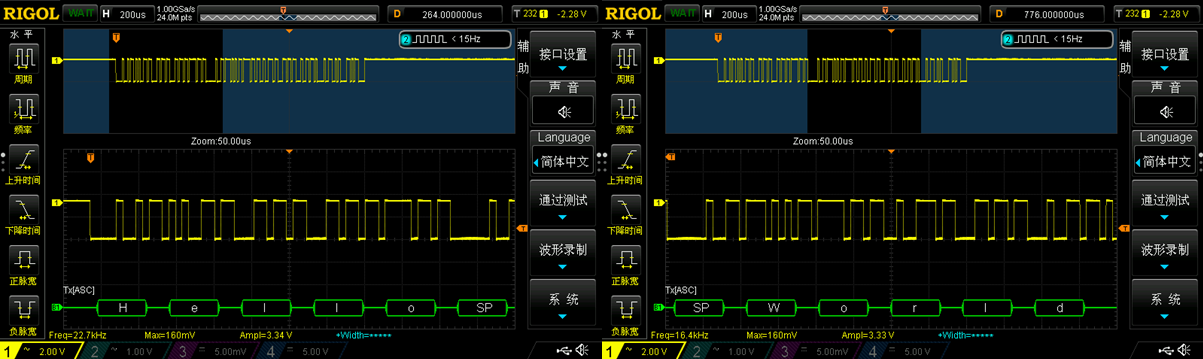 RIGOL WAIT H 200us 1.00GSa/s 24.0M pts D 264.000000us T 232 1 -2.28 V
水 平
2 < 15Hz
辅助
接口设置
周期
声 音
频率
Zoom:50.00us
Language
简体中文
上升时间
通过测试
下降时间
波形录制
正脉宽
系 统
Tx[ASC]
H e l l o SP
负脉宽
Freq=22.7kHz Max=160mV Ampl=3.34 V +Width=*****
1 2.00 V 2 1.00 V 3 5.00mV 4 5.00 V
RIGOL WAIT H 200us 1.00GSa/s 24.0M pts D 776.000000us T 232 1 -2.28 V
水 平
2 < 15Hz
辅助
接口设置
周期
声 音
频率
Zoom:50.00us
Language
简体中文
上升时间
通过测试
下降时间
波形录制
正脉宽
系 统
Tx[ASC]
SP W o r l d
负脉宽
Freq=16.4kHz Max=160mV Ampl=3.33 V +Width=*****
1 2.00 V 2 1.00 V 3 5.00mV 4 5.00 V